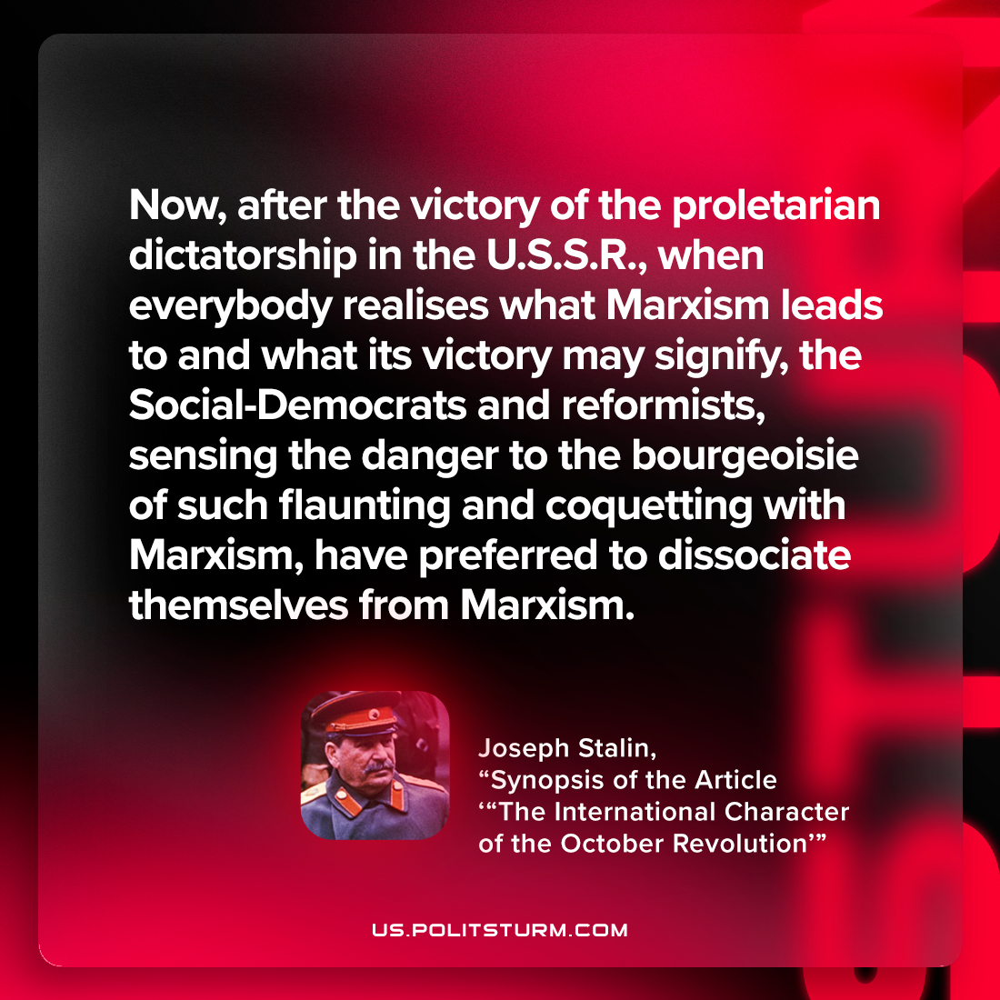 Now, after the victory of the proletarian
dictatorship in the U.S.S.R., when
everybody realises what Marxism leads
to and what its victory may signify, the
Social-Democrats and reformists,
sensing the danger to the bourgeoisie
of such flaunting and coquetting with
Marxism, have preferred to dissociate
themselves from Marxism.
Joseph Stalin,
“Synopsis of the Article
‘“The International Character
of the October Revolution’”
US.POLITSTURM.COM